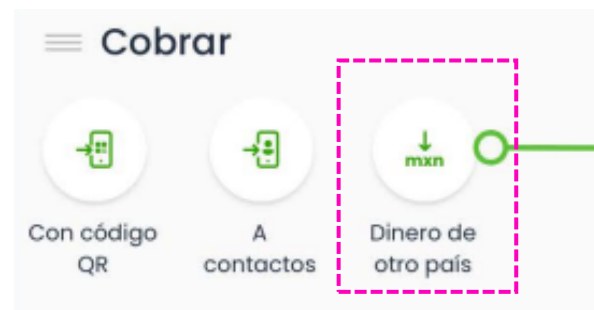 Cobrar
mxn
Con código
QR
A
contactos
Dinero de
otro país